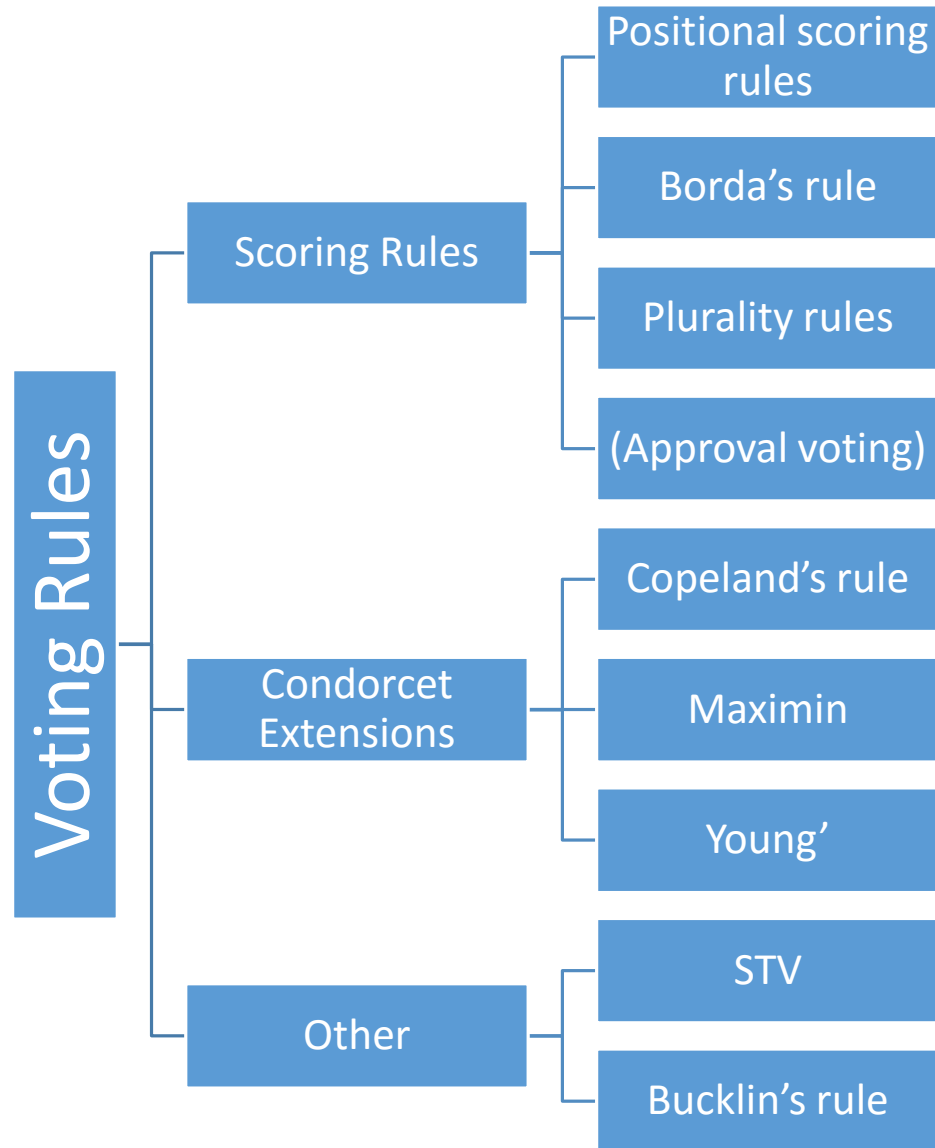 Voting Rules
Scoring Rules
Positional scoring
rules
Borda’s rule
Plurality rules
(Approval voting)
Condorcet
Extensions
Copeland’s rule
Maximin
Young’
Other
STV
Bucklin’s rule